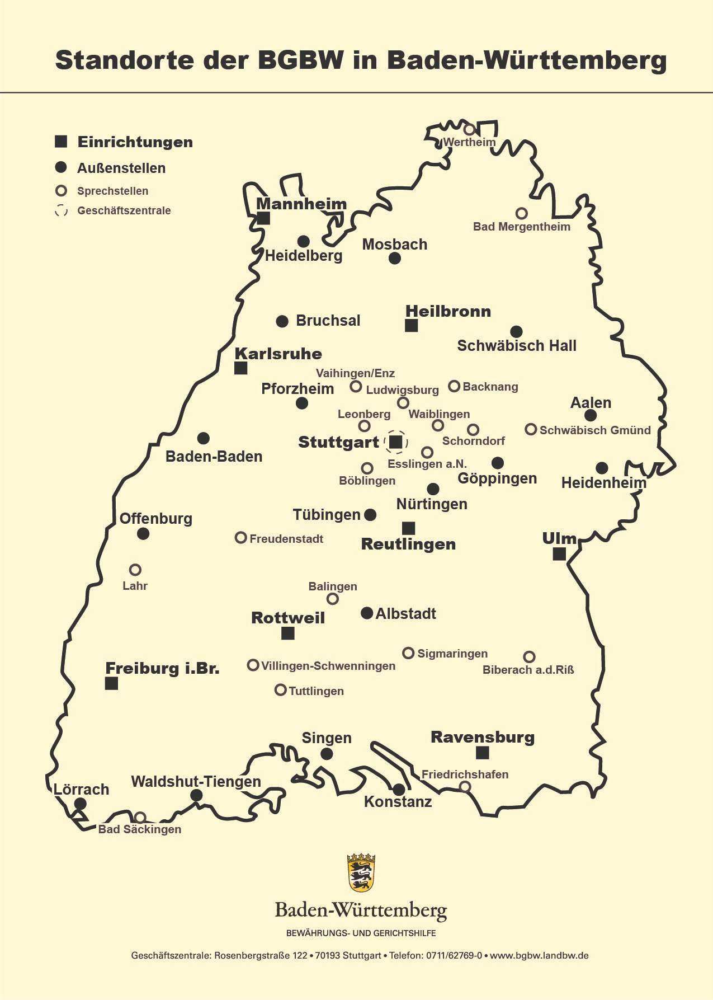 Standorte der BGBW in Baden-Württemberg
Einrichtungen
Außenstellen
Sprechstellen
Geschäftszentrale
Wertheim
Mannheim
Bad Mergentheim
Mosbach
Heidelberg
Heilbronn
Bruchsal
Schwäbisch Hall
Karlsruhe
Vaihingen/Enz
Pforzheim
Ludwigsburg
Backnang
Aalen
Leonberg
Waiblingen
Schwäbisch Gmünd
Stuttgart
Schorndorf
Baden-Baden
Esslingen a.N.
Böblingen
Göppingen
Heidenheim
Nürtingen
Tübingen
Offenburg
Freudenstadt
Reutlingen
Ulm
Lahr
Balingen
Albstadt
Rottweil
Sigmaringen
Freiburg i.Br.
Villingen-Schwenningen
Biberach a.d.Riß
Tuttlingen
Singen
Ravensburg
Friedrichshafen
Waldshut-Tiengen
Lörrach
Konstanz
Bad Säckingen
Baden-Württemberg
BEWÄHRUNGS- UND GERICHTSHILFE
Geschäftszentrale: Rosenbergstraße 122 • 70193 Stuttgart • Telefon: 0711/62769-0 • www.bgbw.landbw.de